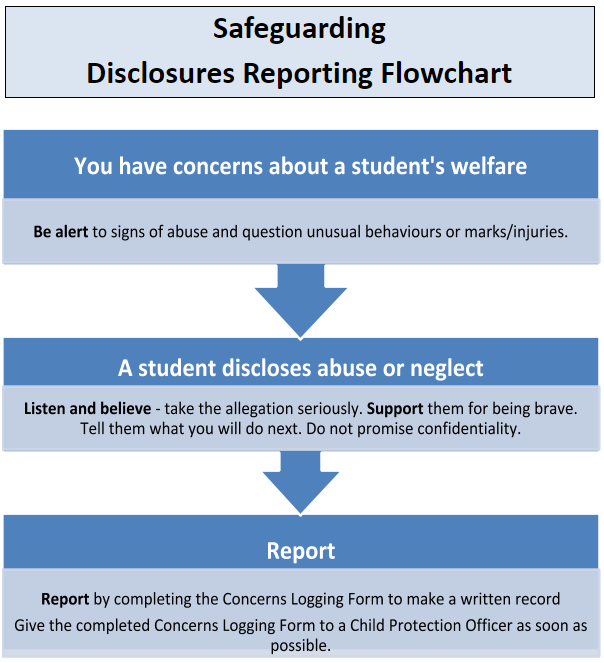 Safeguarding
Disclosures Reporting Flowchart
You have concerns about a student's welfare
Be alert to signs of abuse and question unusual behaviours or marks/injuries.
A student discloses abuse or neglect
Listen and believe - take the allegation seriously. Support them for being brave.
Tell them what you will do next. Do not promise confidentiality.
Report
Report by completing the Concerns Logging Form to make a written record
Give the completed Concerns Logging Form to a Child Protection Officer as soon as
possible.